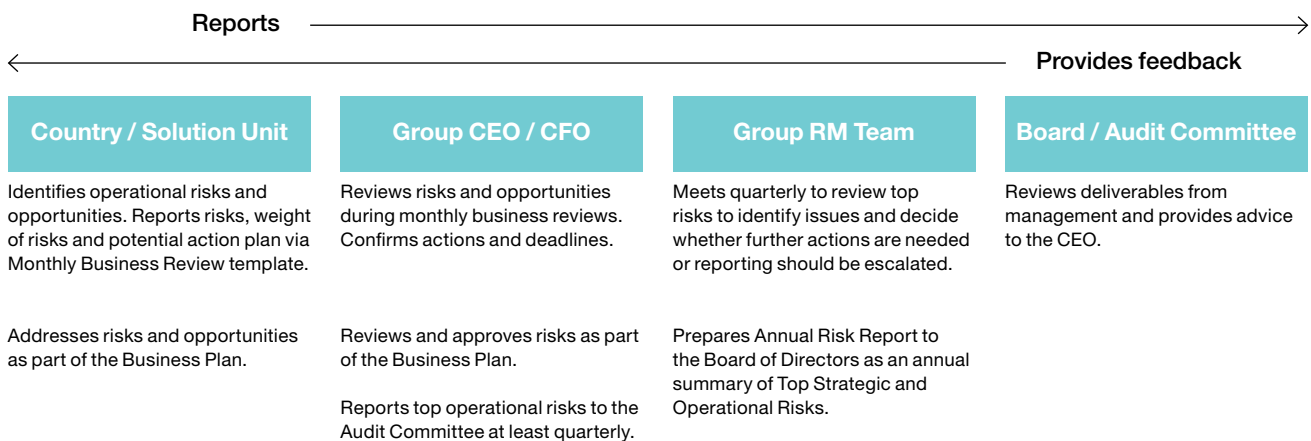 Reports
Provides feedback
Country / Solution Unit
Identifies operational risks and
opportunities. Reports risks, weight
of risks and potential action plan via
Monthly Business Review template.
Addresses risks and opportunities
as part of the Business Plan.
Group CEO / CFO
Reviews risks and opportunities
during monthly business reviews.
Confirms actions and deadlines.
Reviews and approves risks as part
of the Business Plan.
Reports top operational risks to the
Audit Committee at least quarterly.
Group RM Team
Meets quarterly to review top
risks to identify issues and decide
whether further actions are needed
or reporting should be escalated.
Prepares Annual Risk Report to
the Board of Directors as an annual
summary of Top Strategic and
Operational Risks.
Board / Audit Committee
Reviews deliverables from
management and provides advice
to the CEO.